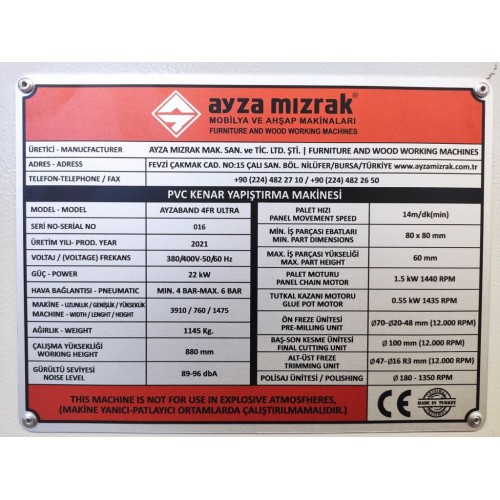 ayza mızrak®
MOBİLYA VE AHŞAP MAKİNALARI
FURNITURE AND WOOD WORKING MACHINES
ÜRETİCİ - MANUFACTURER AYZA MIZRAK MAK. SAN. ve TİC. LTD. ŞTİ. | FURNITURE AND WOOD WORKING MACHINES
ADRES - ADRESS FEVZİ ÇAKMAK CAD. NO:15 ÇALI SAN. BÖL. NİLÜFER/BURSA/TÜRKİYE www.ayzamizrak.com.tr
TELEFON-TELEPHONE / FAX +90 (224) 482 27 10 / +90 (224) 482 26 50
PVC KENAR YAPIŞTIRMA MAKİNESİ
MODEL - MODEL AYZABAND 4FR ULTRA
SERI NO-SERIAL NO 016
ÜRETİM YILI- PROD. YEAR 2021
VOLTAJ / (VOLTAJ) FREKANS 380/400V-50/60 Hz
GÜÇ - POWER 22 kW
HAVA BAĞLANTISI - PNEUMATIC MİN. 4 BAR-MAX. 6 BAR
MAKİNE - UZUNLUK / GENİŞLİK / YÜKSEKLİK
MACHINE - WIDTH / LENGHT / HEIGHT 3910 / 760 / 1475
AĞIRLIK - WEIGHT 1145 Kg.
ÇALIŞMA YÜKSEKLİĞİ
WORKING HEIGHT 880 mm
GÜRÜLTÜ SEVİYESİ
NOISE LEVEL 89-96 dbA
PALET HIZI
PANEL MOVEMENT SPEED 14m/dk(min)
MİN. İŞ PARÇASI EBATLARI
MİN. PART DIMENSIONS 80 x 80 mm
MAX. İŞ PARÇASI YÜKSELİĞİ
MAX. PART HEIGHT 60 mm
PALET MOTURU
PANEL CHAIN MOTOR 1.5 kW 1440 RPM
TUTKAL KAZANI MOTORU
GLUE POT MOTOR 0.55 kW 1435 RPM
ÖN FREZE ÜNİTESİ
PRE-MILLING UNIT Ø70-Ø20-48 mm (12.000 RPM)
BAŞ-SON KESME ÜNİTESİ
FINAL CUTTING UNIT Ø 100 mm (12.000 RPM)
ALT-ÜST FREZE
TRIMMING UNIT Ø47-Ø16 R3 mm (12.000 RPM)
POLİSAJ ÜNİTESİ / POLISHING Ø 180 - 1350 RPM
THIS MACHINE IS NOT FOR USE IN EXPLOSIVE ATMOSFHERES,
(MAKİNE YANICI-PATLAYICI ORTAMLARDA ÇALIŞTIRILMAMALIDIR.)
CE
MADE IN TURKEY